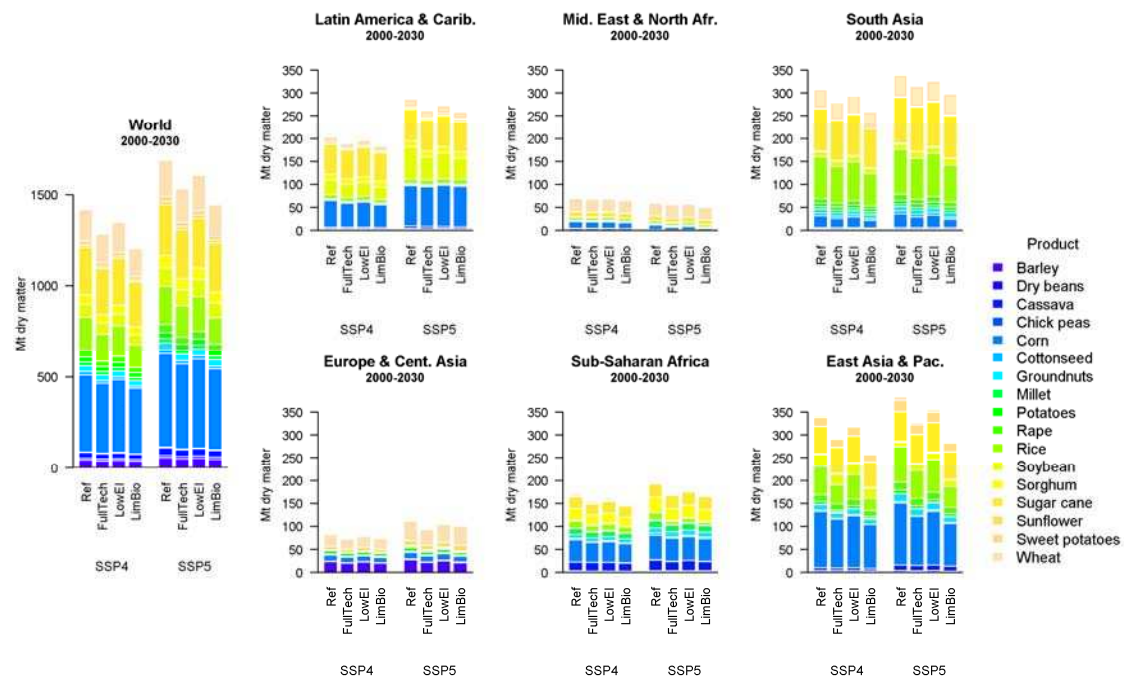 Latin America & Carib.
2000-2030
Mid. East & North Afr.
2000-2030
South Asia
2000-2030
World
2000-2030
Mt dry matter
1500
1000
500
0
Ref
FullTech
LowEI
LimBio
Ref
FullTech
LowEI
LimBio
SSP4
SSP5
Mt dry matter
350
300
250
200
150
100
50
0
Ref
FullTech
LowEI
LimBio
Ref
FullTech
LowEI
LimBio
SSP4
SSP5
Mt dry matter
350
300
250
200
150
100
50
0
Ref
FullTech
LowEI
LimBio
Ref
FullTech
LowEI
LimBio
SSP4
SSP5
Mt dry matter
350
300
250
200
150
100
50
0
Ref
FullTech
LowEI
LimBio
Ref
FullTech
LowEI
LimBio
SSP4
SSP5
Europe & Cent. Asia
2000-2030
Mt dry matter
350
300
250
200
150
100
50
0
Ref
FullTech
LowEI
LimBio
Ref
FullTech
LowEI
LimBio
SSP4
SSP5
Sub-Saharan Africa
2000-2030
Mt dry matter
350
300
250
200
150
100
50
0
Ref
FullTech
LowEI
LimBio
Ref
FullTech
LowEI
LimBio
SSP4
SSP5
East Asia & Pac.
2000-2030
Mt dry matter
350
300
250
200
150
100
50
0
Ref
FullTech
LowEI
LimBio
Ref
FullTech
LowEI
LimBio
SSP4
SSP5
Product
Barley
Dry beans
Cassava
Chick peas
Corn
Cottonseed
Groundnuts
Millet
Potatoes
Rape
Rice
Soybean
Sorghum
Sugar cane
Sunflower
Sweet potatoes
Wheat